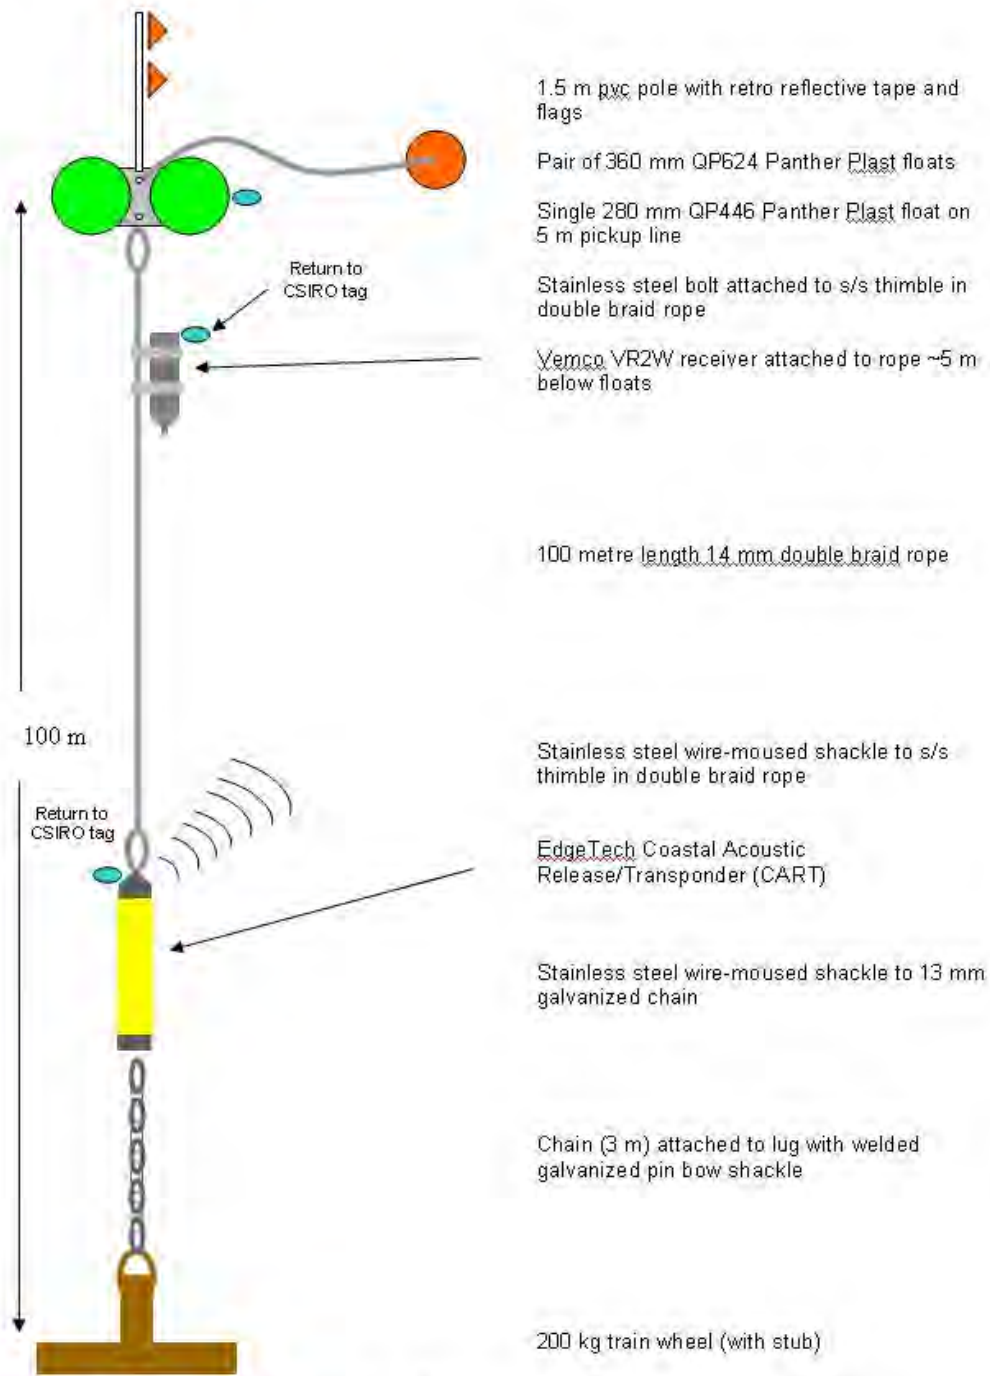 1.5 m pvc pole with retro reflective tape and
flags
Pair of 360 mm QP624 Panther Plast floats
Single 280 mm QP446 Panther Plast float on
5 m pickup line
Return to
CSIRO tag
Stainless steel bolt attached to s/s thimble in
double braid rope
Vemco VR2W receiver attached to rope ~5 m
below floats
100 metre length 14 mm double braid rope
100 m
Stainless steel wire-moused shackle to s/s
thimble in double braid rope
Return to
CSIRO tag
EdgeTech Coastal Acoustic
Release/Transponder (CART)
Stainless steel wire-moused shackle to 13 mm
galvanized chain
Chain (3 m) attached to lug with welded
galvanized pin bow shackle
200 kg train wheel (with stub)